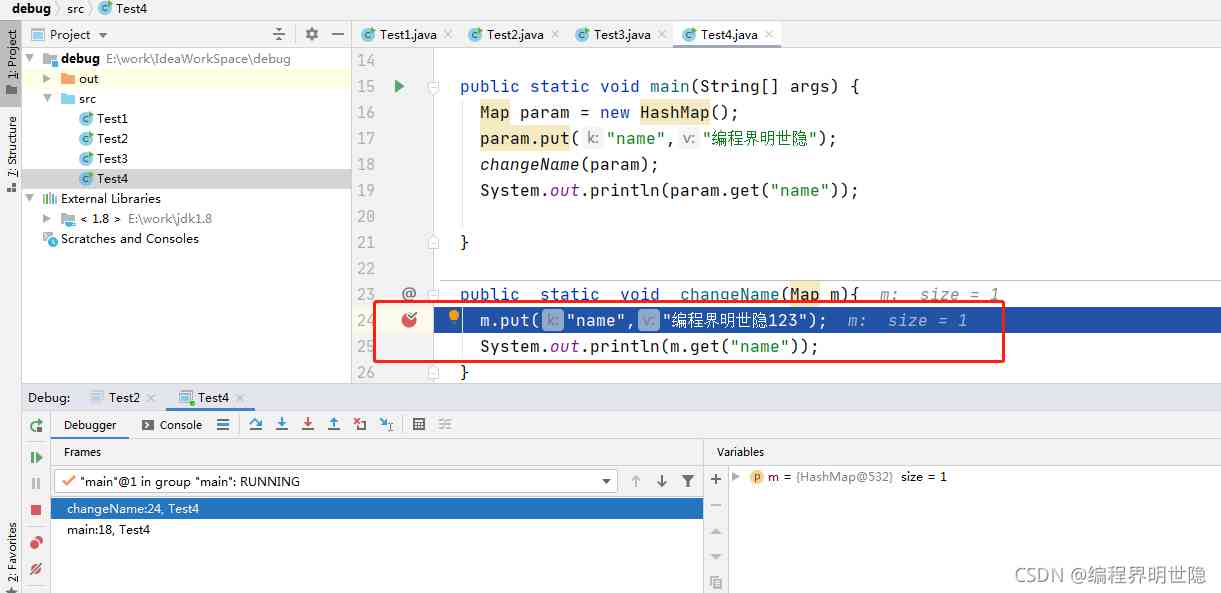 debug src Test4
1: Project
7: Structure
2: Favorites
Project
debug E:\work\IdeaWorkSpace\debug
out
src
Test1
Test2
Test3
Test4
External Libraries
< 1.8 > E:\work\jdk1.8
Scratches and Consoles
Test1.java Test2.java Test3.java Test4.java
14
15 public static void main(String[] args) {
16 Map param = new HashMap();
17 param.put( k: "name", v: "编程界明世隐");
18 changeName(param);
19 System.out.println(param.get("name"));
20
21 }
22
23 @ public static void changeName(Map m){ m: size = 1
24 m.put( k: "name", v: "编程界明世隐123"); m: size = 1
25 System.out.println(m.get("name"));
26 }
Debug: Test2 Test4
Debugger Console
Frames
"main"@1 in group "main": RUNNING
changeName:24, Test4
main:18, Test4
Variables
p m = {HashMap@532} size = 1
CSDN @编程界明世隐